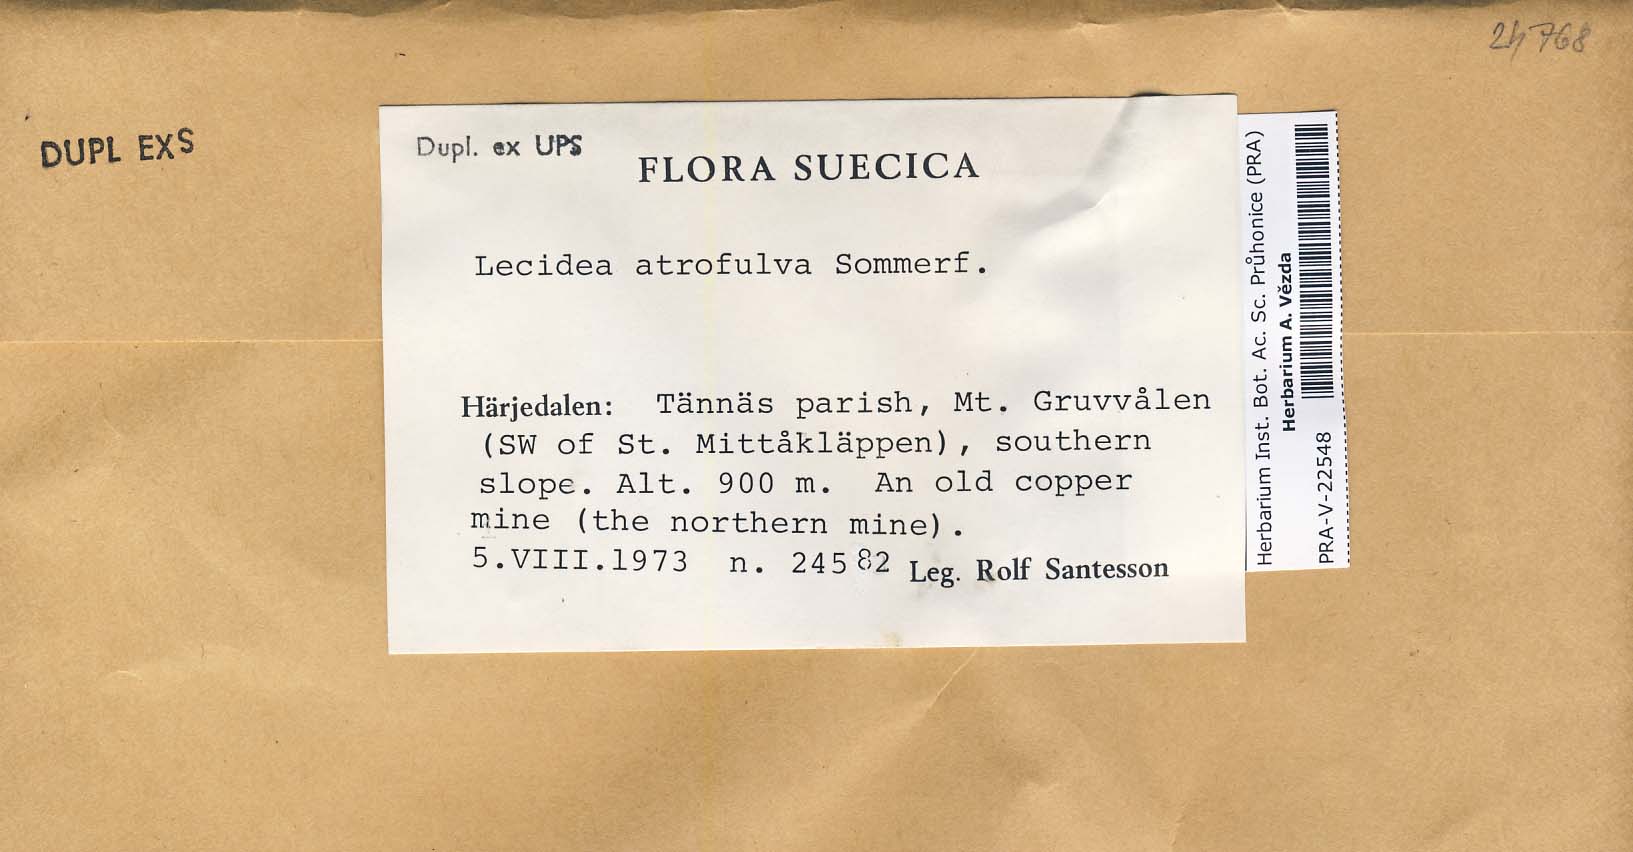 24768
DUPL EXS
Dupl. ex UPS
FLORA SUECICA
Lecidea atrofulva Sommerf.
Härjedalen: Tännäs parish, Mt. Gruvvålen
(SW of St. Mittåkläppen), southern
slope. Alt. 900 m. An old copper
mine (the northern mine).
5.VIII.1973 n. 24582 Leg. Rolf Santesson
Herbarium Inst. Bot. Ac. Sc. Průhonice (PRA)
Herbarium A. Vězda
PRA-V-22548